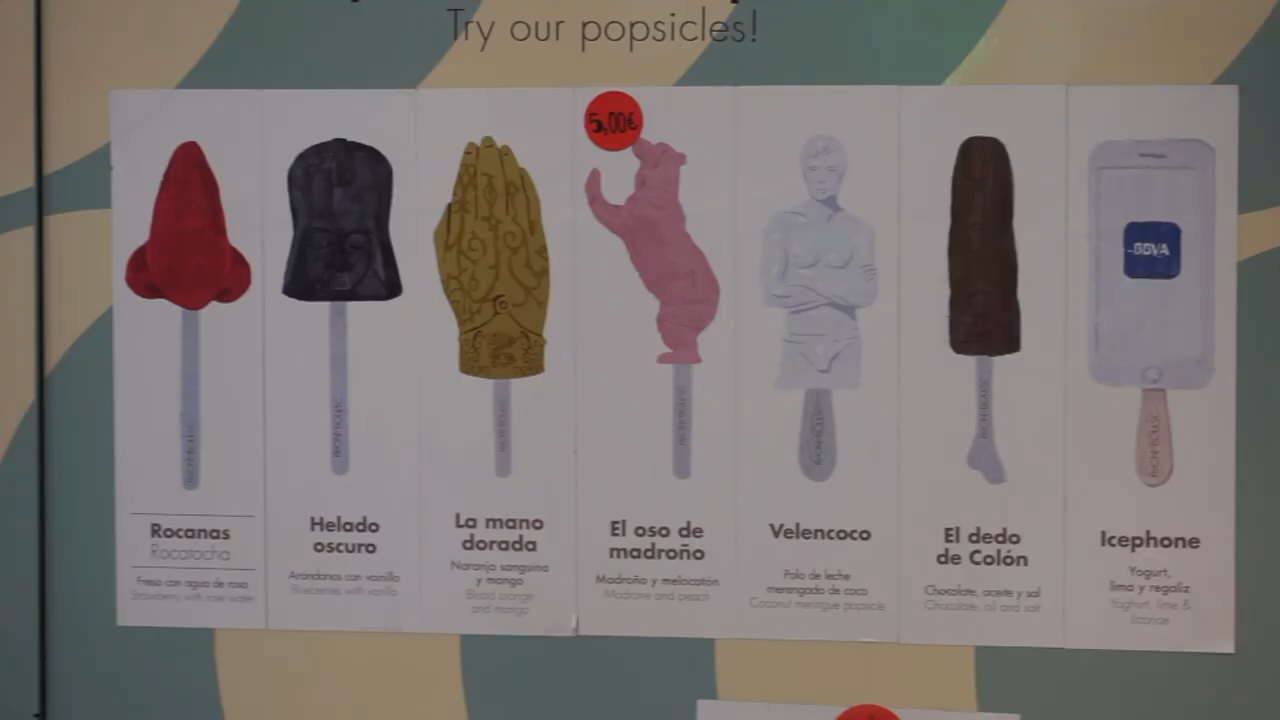 Try our popsicles!
5,00€
BBVA
Rocanas
Rocatocha
Fresa con agua de rosa
Strawberry with rose water
Helado
oscuro
Arándanos con vainilla
Blueberries with vanilla
La mano
dorada
Naranja sanguina
y mango
Blood orange
and mango
El oso de
madroño
Madroño y melocotón
Madrone and peach
Velencoco
Polo de leche
merengada de coco
Coconut meringue popsicle
El dedo
de Colón
Chocolate, aceite y sal
Chocolate, oil and salt
Icephone
Yogurt,
lima y regaliz
Yoghurt, lime &
licorice